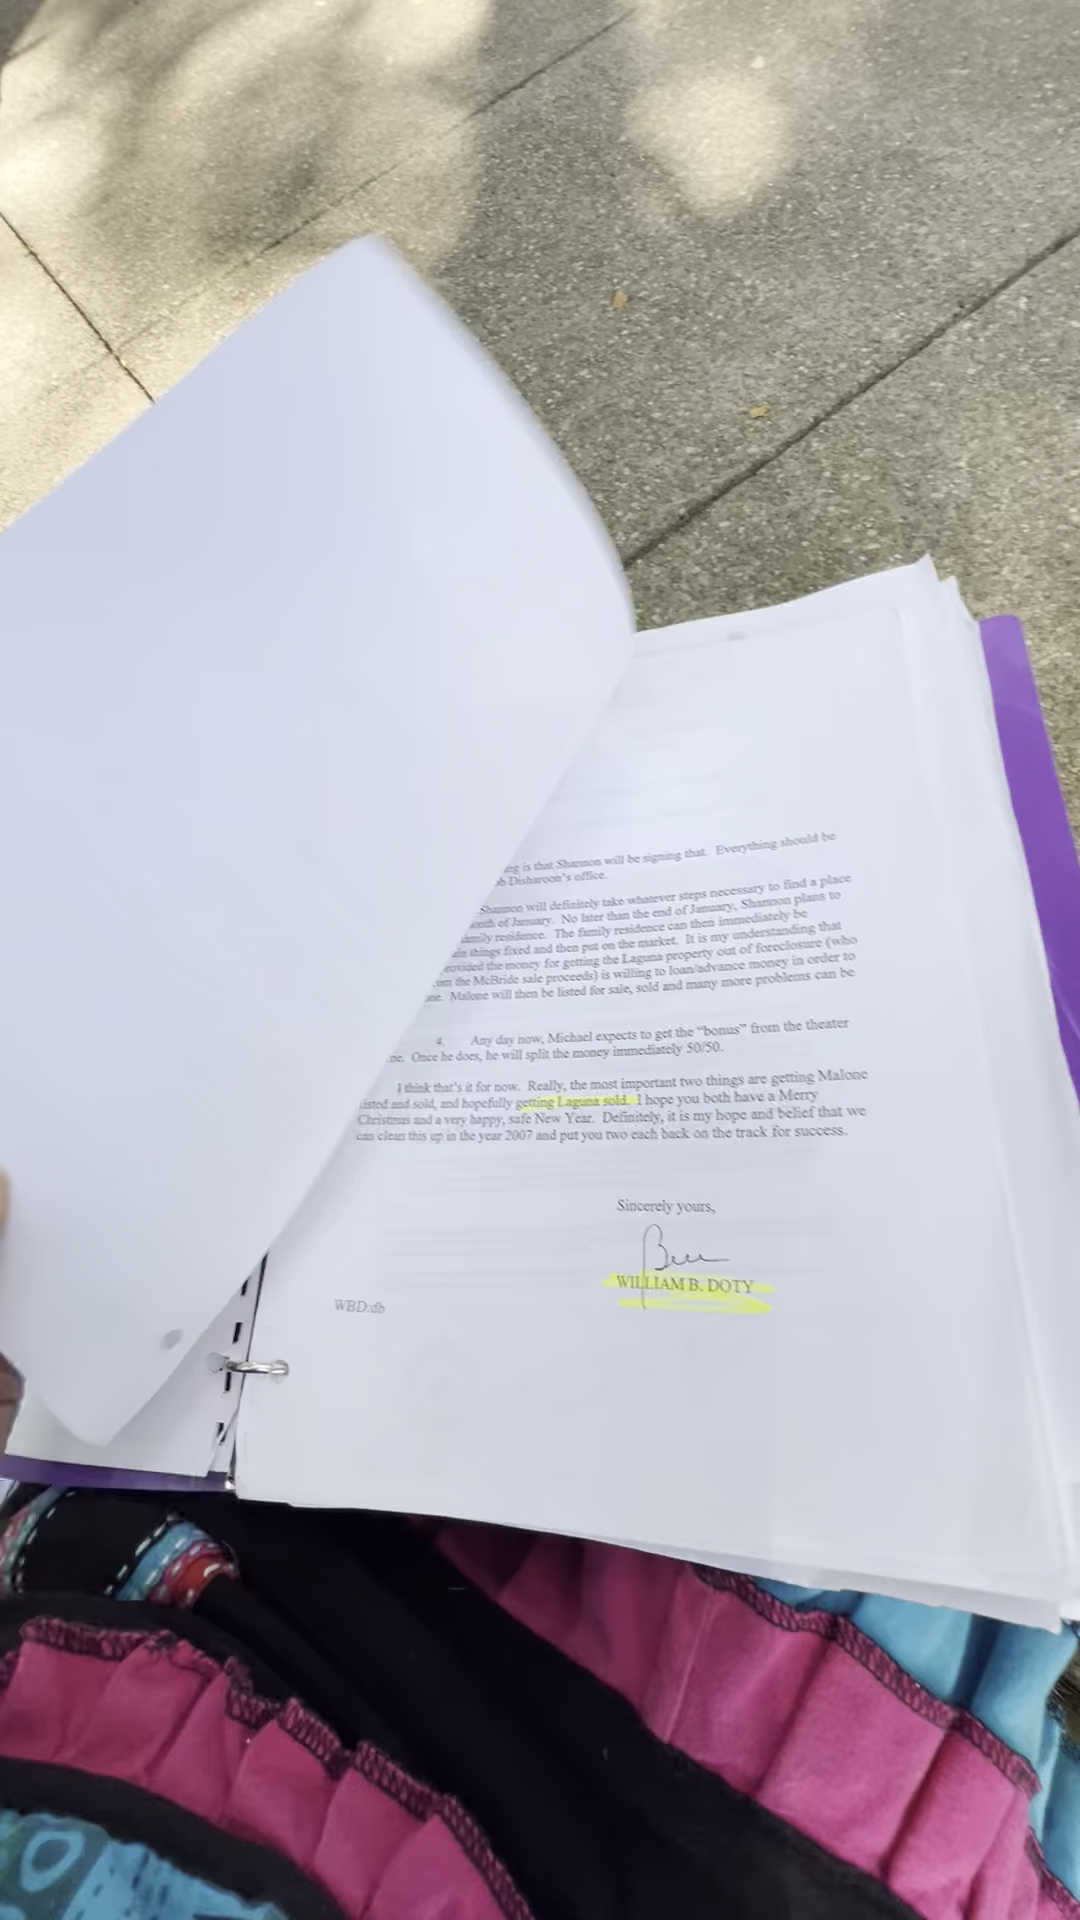 is that Shannon will be signing that. Everything should be
Disharoon's office.
Shannon will definitely take whatever steps necessary to find a place
of January. No later than the end of January, Shannon plans to
family residence. The family residence can then immediately be
things fixed and then put on the market. It is my understanding that
provided the money for getting the Laguna property out of foreclosure (who
the McBride sale proceeds) is willing to loan/advance money in order to
Malone will then be listed for sale, sold and many more problems can be
4. Any day now, Michael expects to get the "bonus" from the theater
Once he does, he will split the money immediately 50/50.
I think that's it for now. Really, the most important two things are getting Malone
listed and sold, and hopefully getting Laguna sold. I hope you both have a Merry
Christmas and a very happy, safe New Year. Definitely, it is my hope and belief that we
can clean this up in the year 2007 and put you two each back on the track for success.
Sincerely yours,
Bill
WILLIAM B. DOTY
WBD:db